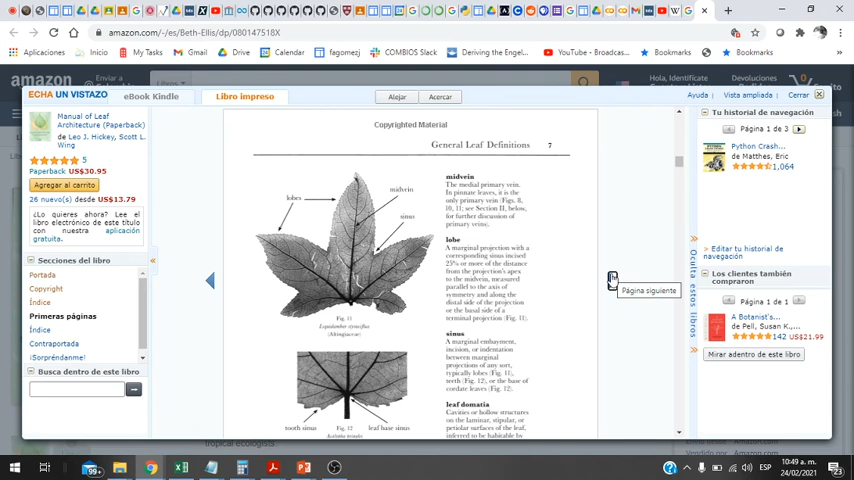 amazon.com/-/es/Beth-Ellis/dp/080147518X
Aplicaciones
Inicio
My Tasks
Gmail
Drive
Calendar
fagomezj
COMBIOS Slack
Deriving the Engel...
YouTube - Broadcas...
Bookmarks
Bookmarks
amazon
Enviar a
Libros
Hola, Identifícate
Devoluciones
ECHA UN VISTAZO
eBook Kindle
Libro impreso
Alojar
Acercar
Ayuda
Vista ampliada
Cerrar
Manual of Leaf
Architecture (Paperback)
de Leo J. Hickey, Scott L.
Wing
5
Paperback US$30.95
Agregar al carrito
26 nuevo(s) desde US$13.79
¿Lo quieres ahora? Lee el
libro electrónico de este título
con nuestra aplicación
gratuita.
Secciones del libro
Portada
Copyright
Índice
Primeras páginas
Índice
Contraportada
¡Sorpréndanme!
Busca dentro de este libro
Copyrighted Material
General Leaf Definitions 7
lobes
midvein
sinus
Fig. 11
Liquidambar styraciflua
(Altingiaceae)
tooth sinus
leaf base sinus
Fig. 12
midvein
The medial primary vein.
In pinnate leaves, it is the
only primary vein (Figs. 8,
10, 11; see Section II, below,
for further discussion of
primary veins).
lobe
A marginal projection with a
corresponding sinus incised
25% or more of the distance
from the projection's apex
to the midvein, measured
parallel to the axis of
symmetry and along the
distal side of the projection
or the basal side of a
terminal projection (Fig. 11).
sinus
A marginal embayment,
incision, or indentation
between marginal
projections of any sort,
typically lobes (Fig. 11),
teeth (Fig. 12), or the base of
cordate leaves (Fig. 12).
leaf domatia
Cavities or hollow structures
on the laminar, stipular, or
petiolar surfaces of the leaf,
inferred to be habitable by
Página siguiente
Oculta estos libros
Tu historial de navegación
Página 1 de 3
Python Crash...
de Matthes, Eric
1,064
Editar tu historial de
navegación
Los clientes también
compraron
Página 1 de 1
A Botanist's...
de Pell, Susan K.,...
142 US$21.99
Mirar adentro de este libro
tropical ecologists.
99+
ESP
10:49 a. m.
24/02/2021
23